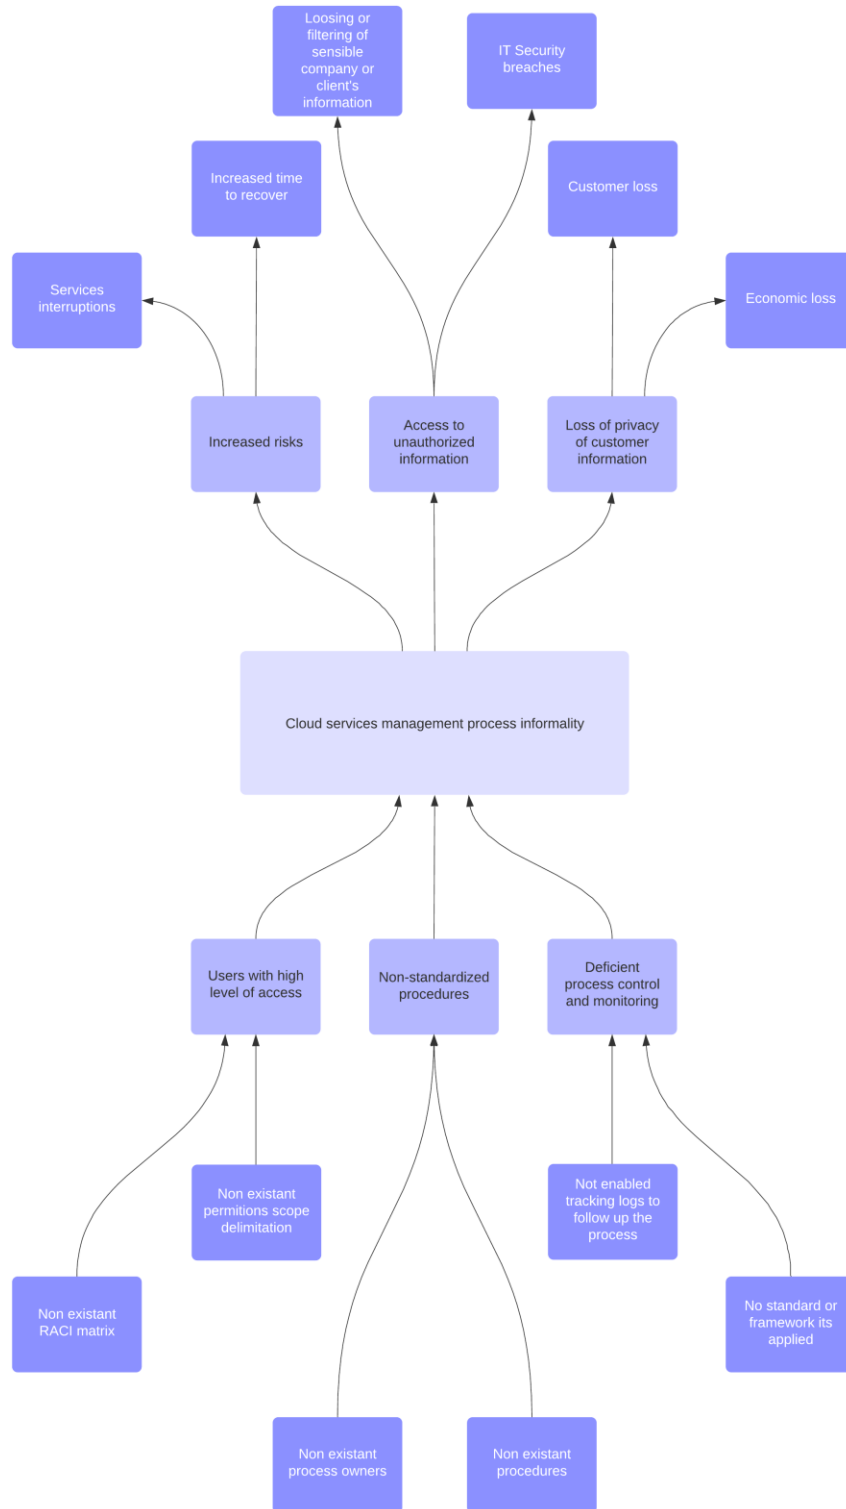 Loosing or
filtering of
sensible
company or
client's
information
IT Security
breaches
Increased time
to recover
Customer loss
Services
interruptions
Economic loss
Increased risks
Access to
unauthorized
information
Loss of privacy
of customer
information
Cloud services management process informality
Users with high
level of access
Non-standardized
procedures
Deficient
process control
and monitoring
Non existant
permitions scope
delimitation
Not enabled
tracking logs to
follow up the
process
Non existant
RACI matrix
No standard or
framework its
applied
Non existant
process owners
Non existant
procedures